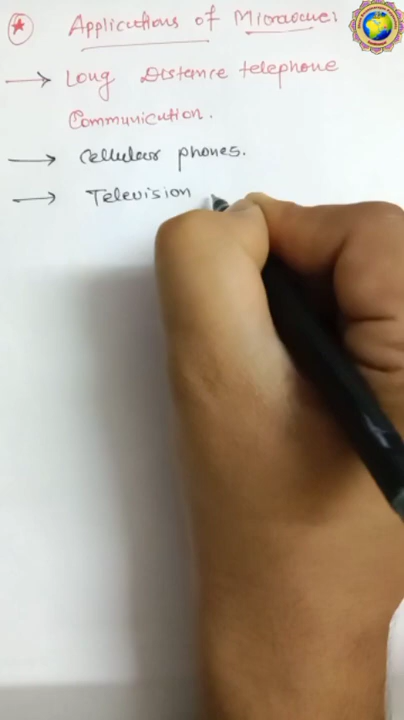 Applications of Microwaves
→ Long Distance telephone
Communication.
→ Cellular phones.
→ Television